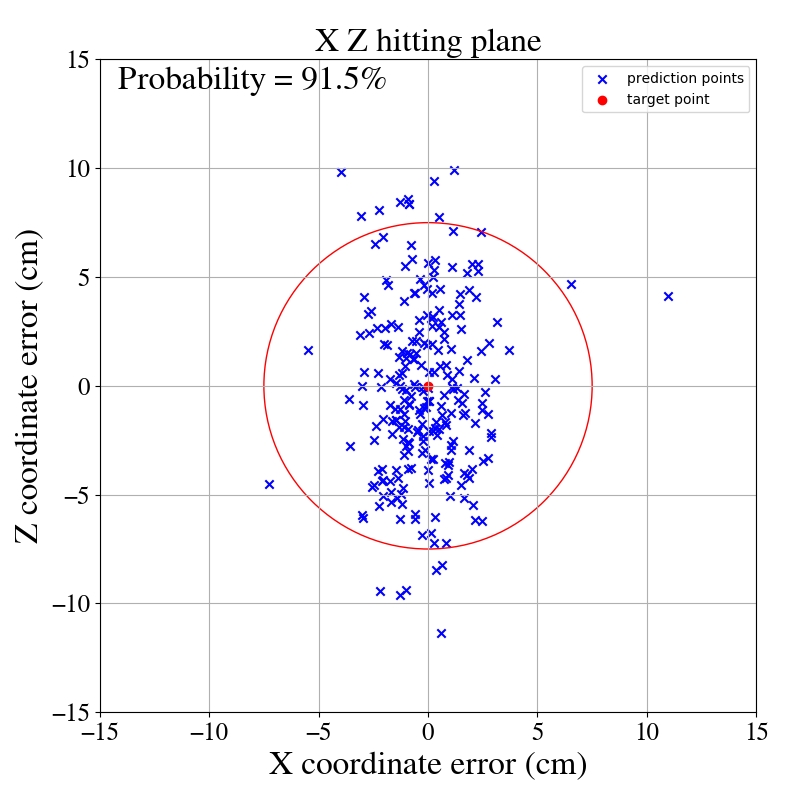 X Z hitting plane
Probability = 91.5%
prediction points
target point
15
10
5
0
−5
−10
−15
−15
−10
−5
0
5
10
15
Z coordinate error (cm)
X coordinate error (cm)